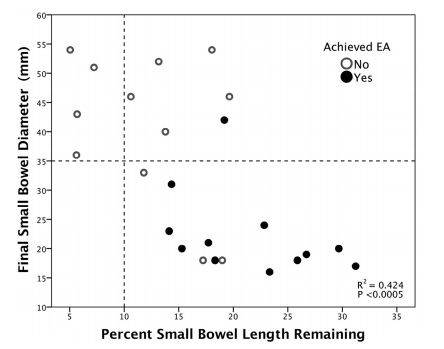 60
55
50
45
40
35
30
25
20
15
10
Final Small Bowel Diameter (mm)
Achieved EA
No
Yes
R² = 0.424
P <0.0005
5 10 15 20 25 30 35
Percent Small Bowel Length Remaining